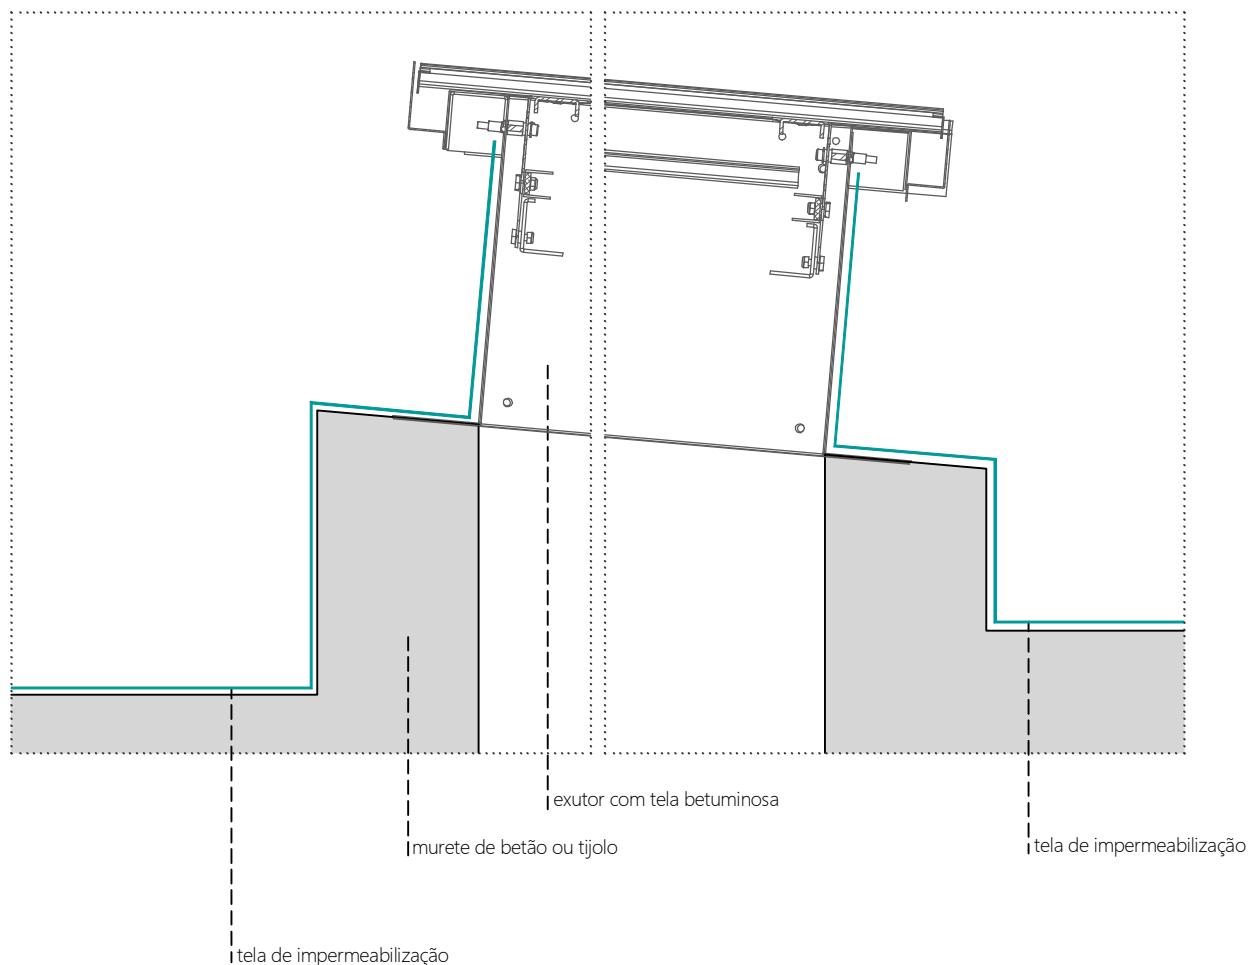 exutor com tela betuminosa
murete de betão ou tijolo
tela de impermeabilização
tela de impermeabilização